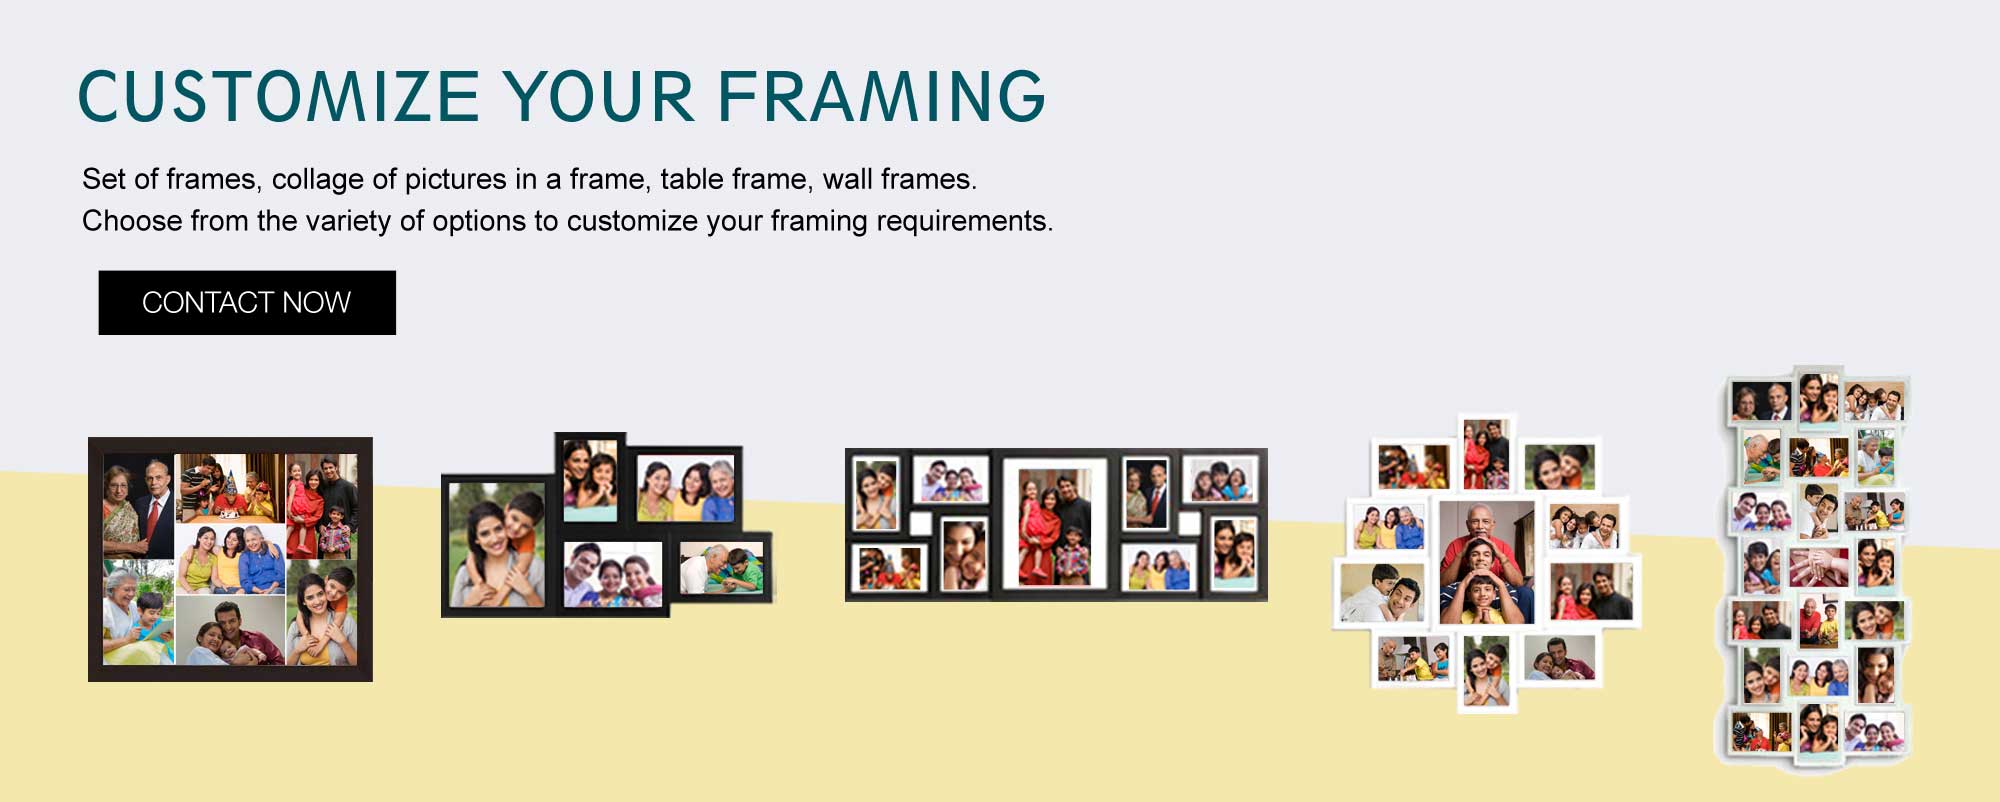 CUSTOMIZE YOUR FRAMING
Set of frames, collage of pictures in a frame, table frame, wall frames.
Choose from the variety of options to customize your framing requirements.
CONTACT NOW